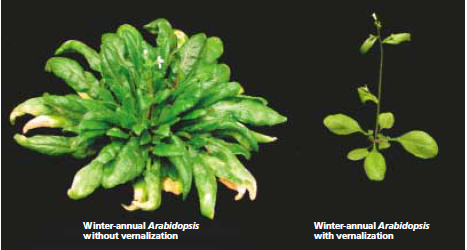 Winter-annual Arabidopsis
without vernalization
Winter-annual Arabidopsis
with vernalization